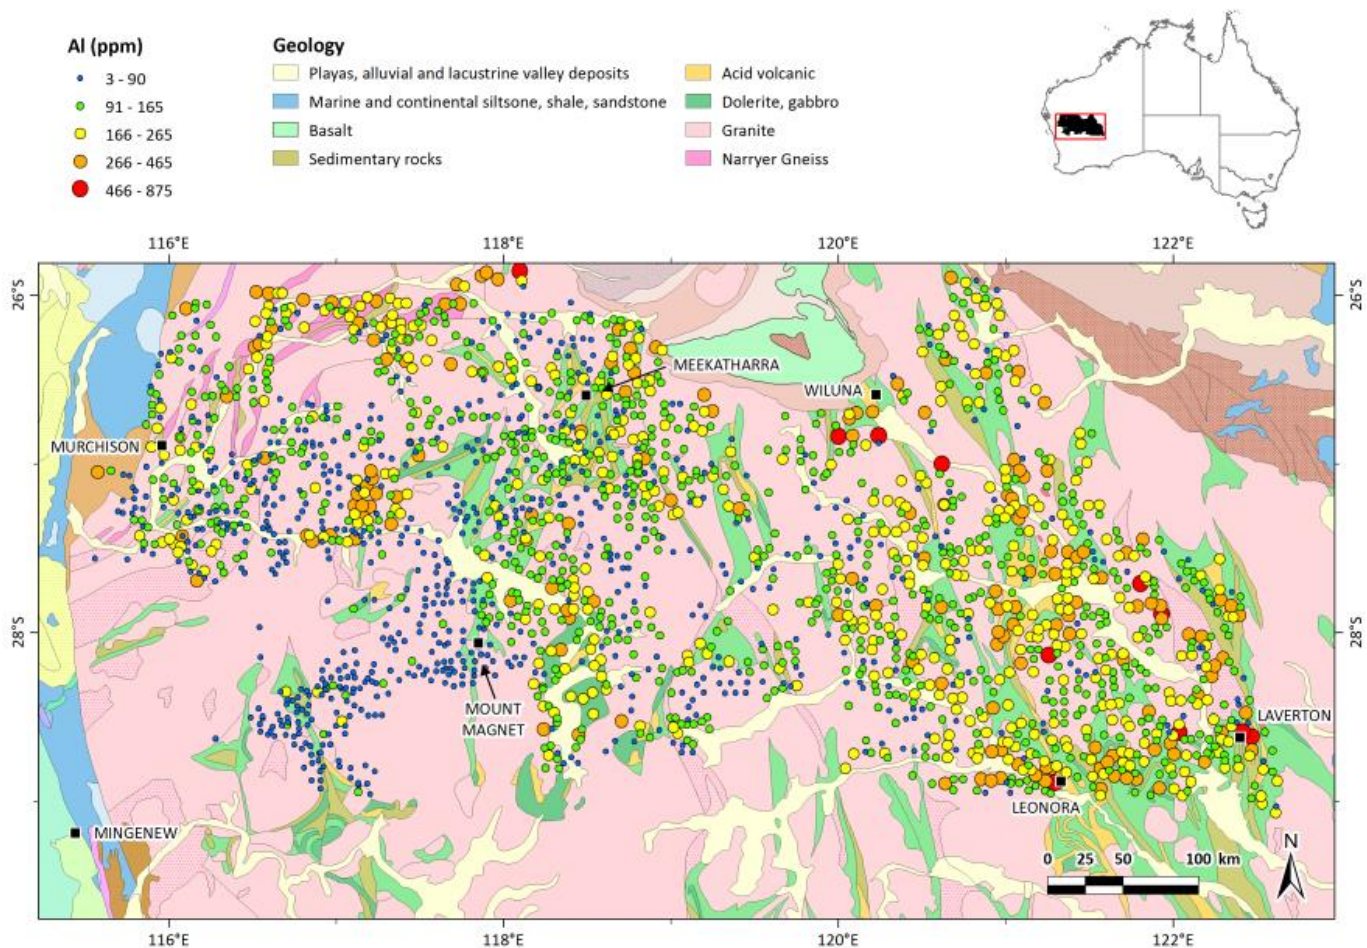 Al (ppm)
3 - 90
91 - 165
166 - 265
266 - 465
466 - 875
Geology
Playas, alluvial and lacustrine valley deposits
Marine and continental siltsone, shale, sandstone
Basalt
Sedimentary rocks
Acid volcanic
Dolerite, gabbro
Granite
Narryer Gneiss
116°E
118°E
120°E
122°E
26°S
26°S
MEEKATHARRA
WILUNA
MURCHISON
28°S
28°S
MOUNT
MAGNET
LAVERTON
LEONORA
MINGENEW
N
0 25 50 100 km
116°E
118°E
120°E
122°E